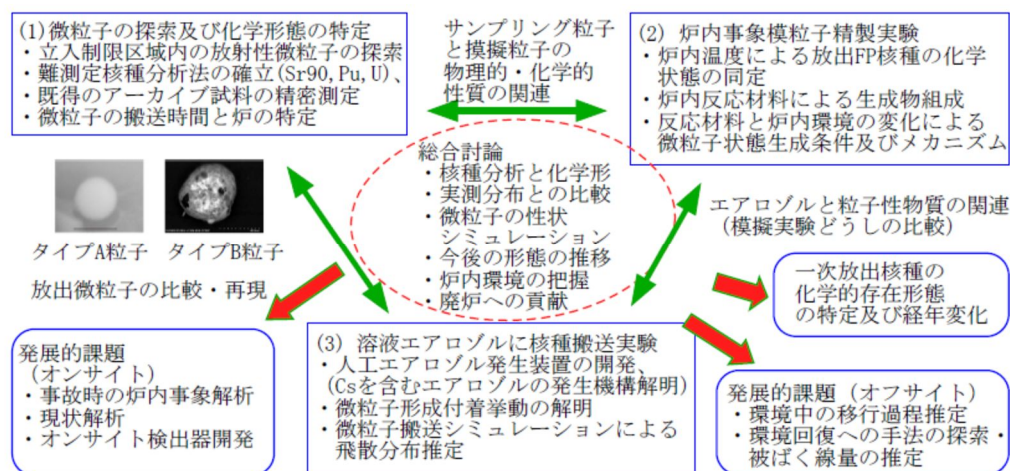 (1)微粒子の探索及び化学形態の特定
・立入制限区域内の放射性微粒子の探索
・難測定核種分析法の確立(Sr90,Pu,U)、
・既得のアーカイブ試料の精密測定
・微粒子の搬送時間と炉の特定
サンプリング粒子
と模擬粒子の
物理的・化学的
性質の関連
(2) 炉内事象模粒子精製実験
・炉内温度による放出FP核種の化学
状態の同定
・炉内反応材料による生成物組成
・反応材料と炉内環境の変化による
微粒子状態生成条件及びメカニズム
総合討論
・核種分析と化学形
・実測分布との比較
・微粒子の性状
シミュレーション
・今後の形態の推移
・炉内環境の把握
・廃炉への貢献
タイプA粒子
タイプB粒子
放出微粒子の比較・再現
エアロゾルと粒子性物質の関連
(模擬実験どうしの比較)
一次放出核種の
化学的存在形態
の特定及び経年変化
発展的課題
(オンサイト)
・事故時の炉内事象解析
・現状解析
・オンサイト検出器開発
(3) 溶液エアロゾルに核種搬送実験
・人工エアロゾル発生装置の開発、
(Csを含むエアロゾルの発生機構解明)
・微粒子形成付着挙動の解明
・微粒子搬送シミュレーションによる
飛散分布推定
発展的課題 (オフサイト)
・環境中の移行過程推定
・環境回復への手法の探索・
被ばく線量の推定